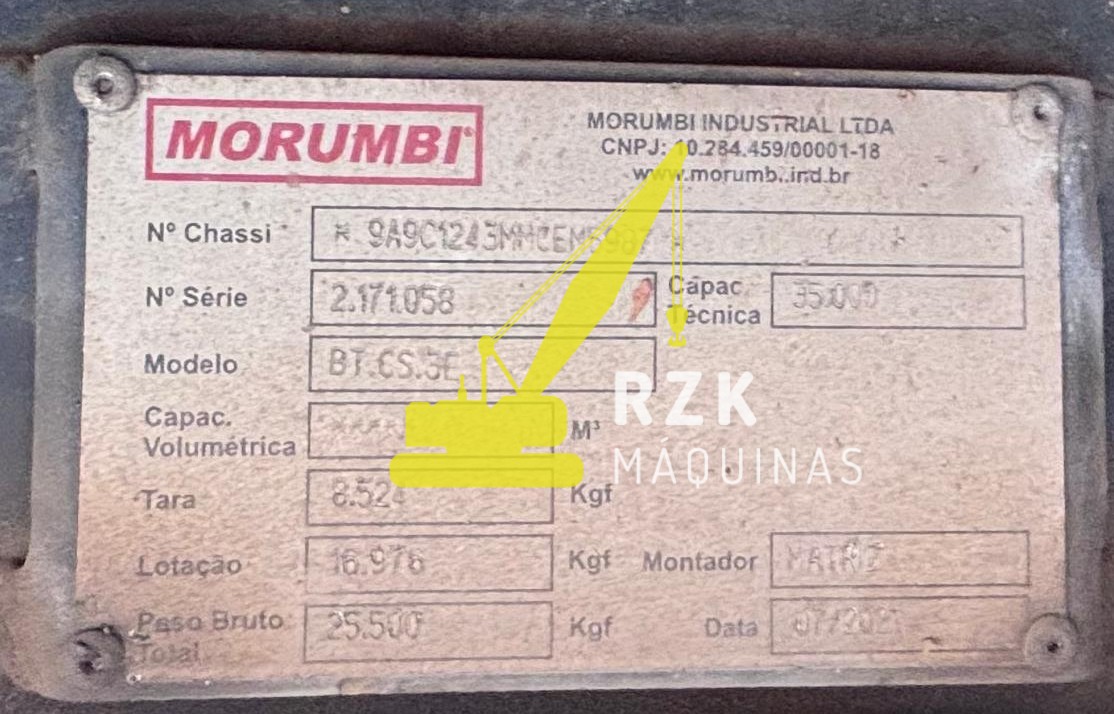 MORUMBI®
MORUMBI INDUSTRIAL LTDA
CNPJ: 10.284.459/00001-18
www.morumbi.ind.br
Nº Chassi
Nº Série 2.171.058
Capac. Técnica 35.000
Modelo
Capac. Volumétrica M³
Tara 8.524 Kgf
Lotação 16.976 Kgf
Montador MATRIZ
Peso Bruto Total 25.500 Kgf
Data
RZK
MÁQUINAS